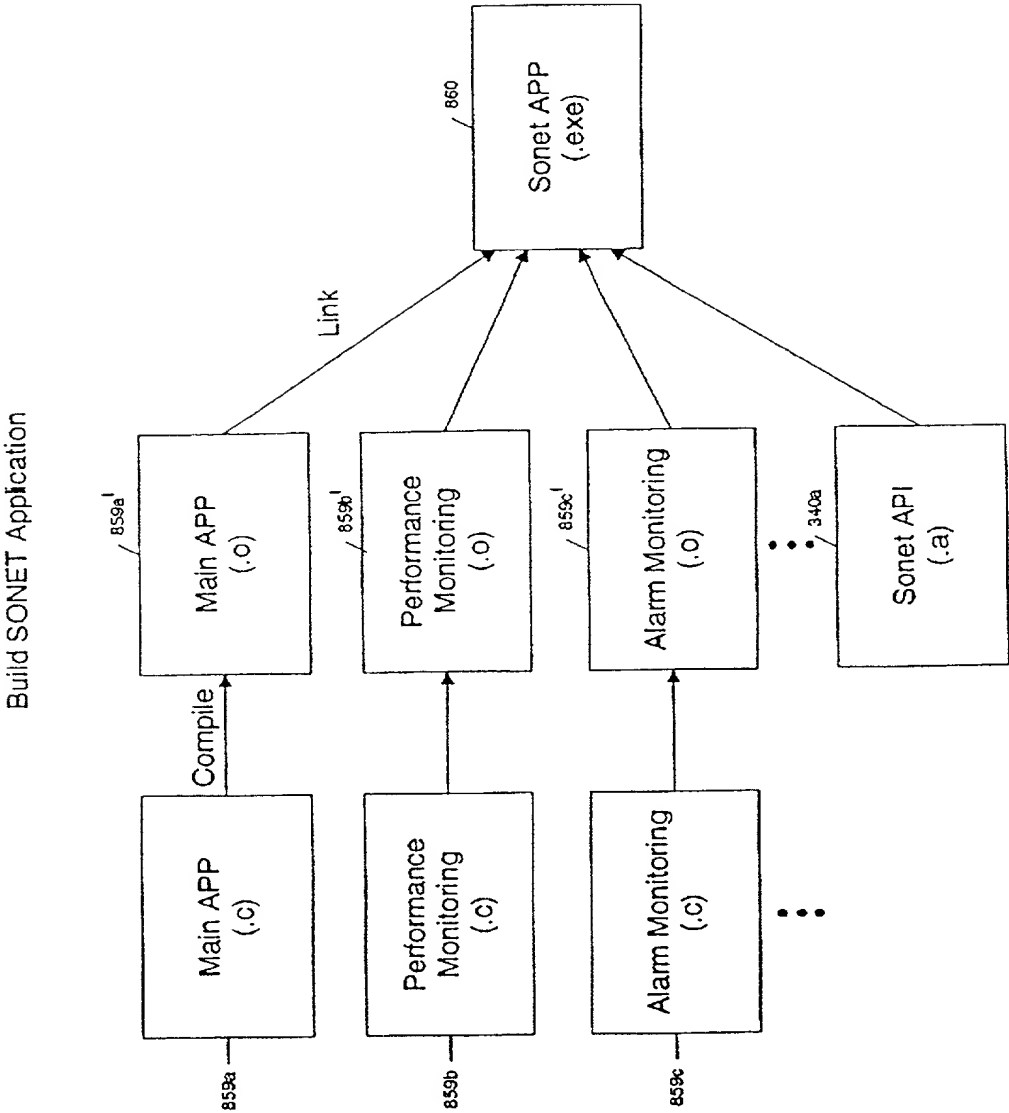 Build SONET Application
859a
Main APP
(.c)
Compile
859a'
Main APP
(.o)
Link
859b
Performance
Monitoring
(.c)
859b'
Performance
Monitoring
(.o)
860
Sonet APP
(.exe)
859c
Alarm Monitoring
(.c)
859c'
Alarm Monitoring
(.o)
340a
Sonet API
(.a)